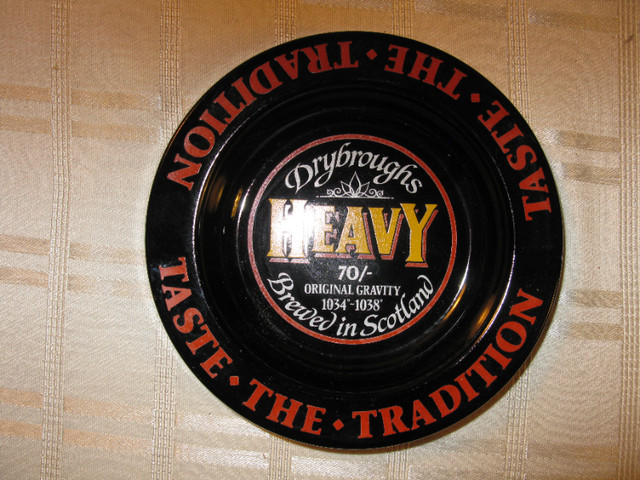 Drybroughs
HEAVY
70/-
ORIGINAL GRAVITY
1034°-1038°
Brewed in Scotland
TASTE • THE • TRADITION
TASTE • THE • TRADITION